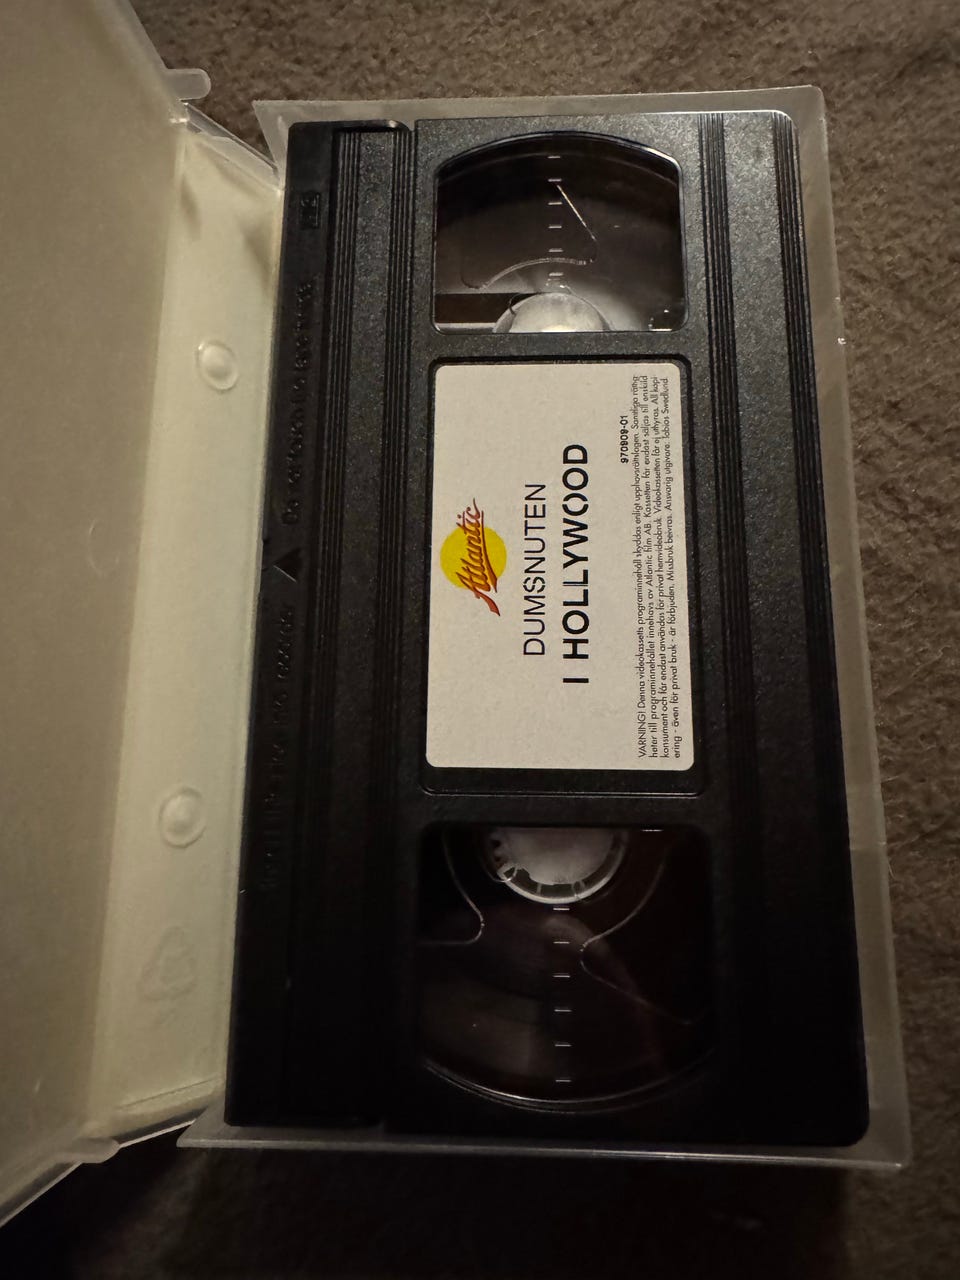 Atlantic
DUMSNUTEN
I HOLLYWOOD
970909-01
VARNING! Denna videokassetts programinnehåll skyddas enligt upphovsrättslagen. Samtliga rättig-
heter till programinnehållet innehavs av Atlantic film AB. Kassetten får endast säljas till enskild
konsument och får endast användas för privat hemvideobruk. Videokassetten får ej uthyras. All kopi-
ering - även för privat bruk - är förbjuden. Missbruk beivras. Ansvarig utgivare: Tobias Swedlund.